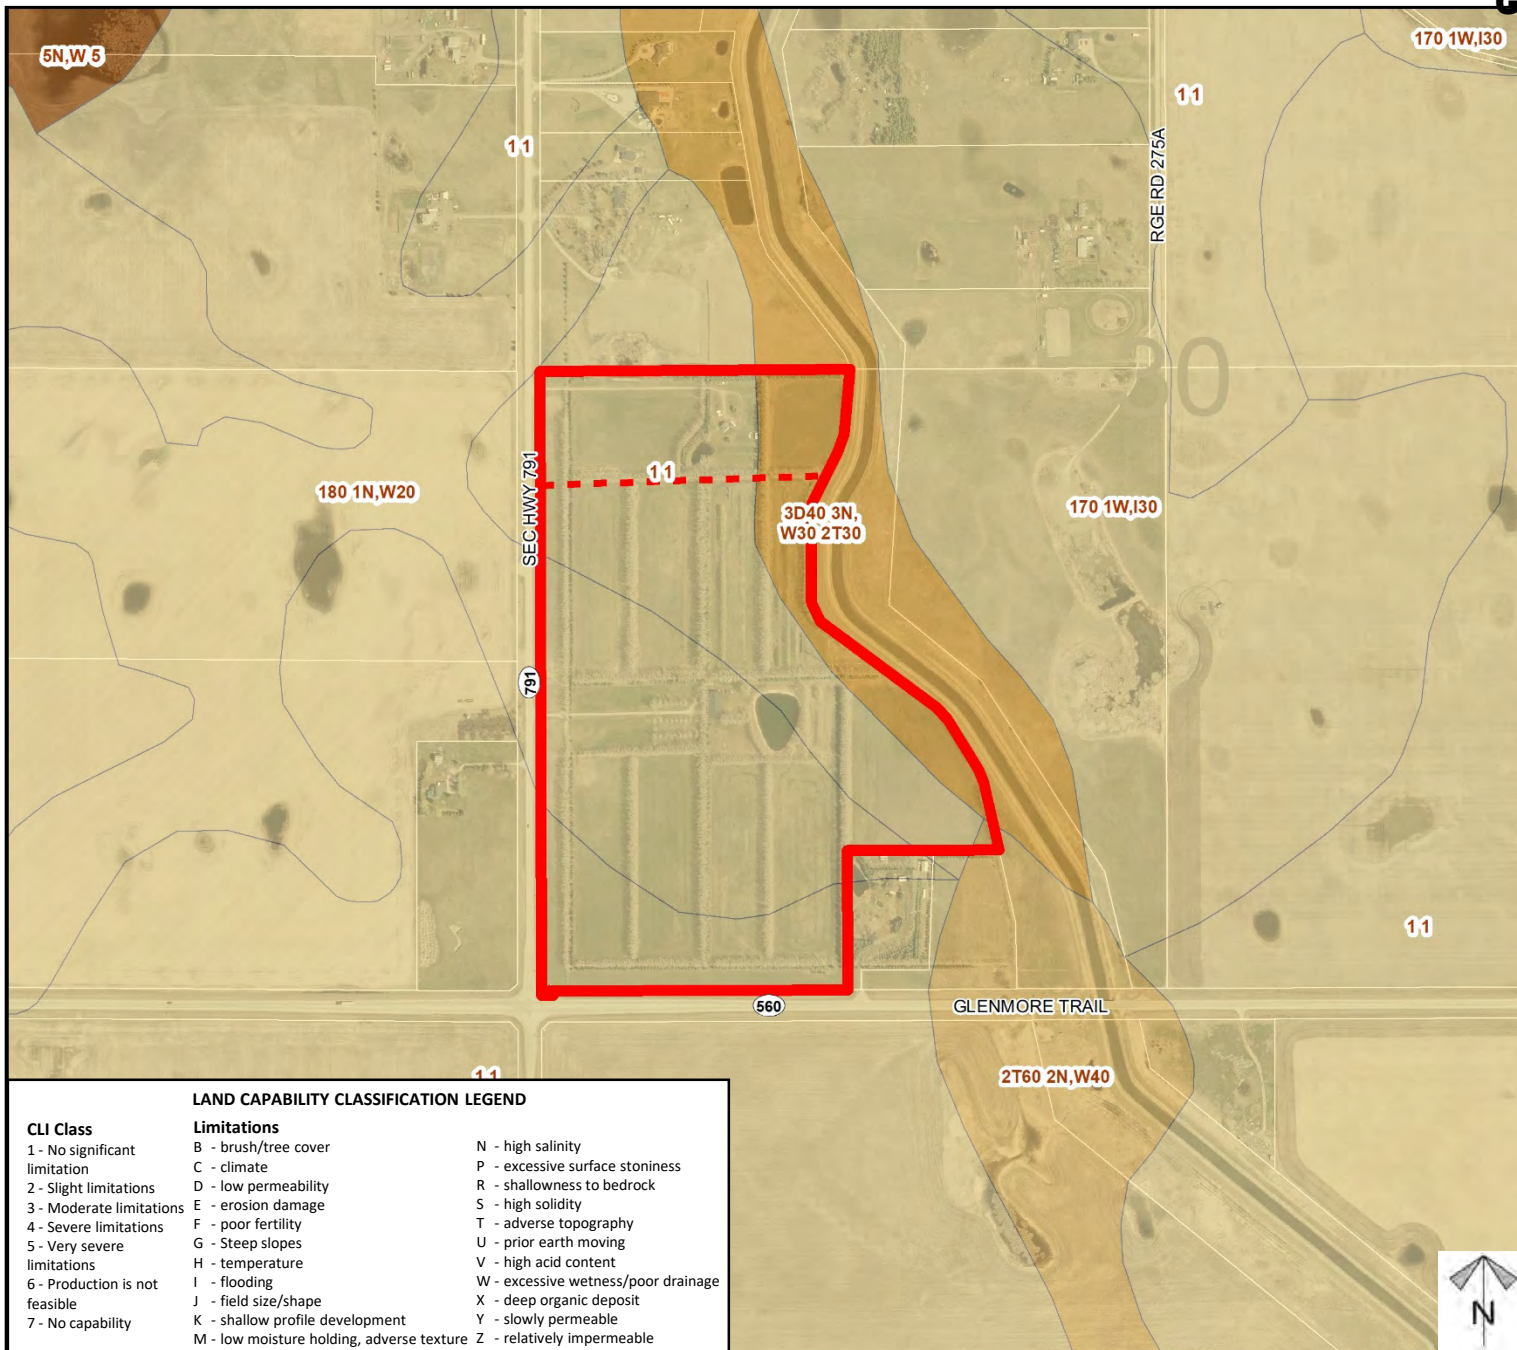 5N,W 5
170 1W,I30
1 1
1 1
RGE RD 275A
30
SEC HWY 791
1 1
180 1N,W20
3D40 3N,
W30 2T30
170 1W,I30
791
1 1
560
GLENMORE TRAIL
1 1
2T60 2N,W40
LAND CAPABILITY CLASSIFICATION LEGEND
CLI Class
1 - No significant
limitation
2 - Slight limitations
3 - Moderate limitations
4 - Severe limitations
5 - Very severe
limitations
6 - Production is not
feasible
7 - No capability
Limitations
B - brush/tree cover
C - climate
D - low permeability
E - erosion damage
F - poor fertility
G - Steep slopes
H - temperature
I - flooding
J - field size/shape
K - shallow profile development
M - low moisture holding, adverse texture
N - high salinity
P - excessive surface stoniness
R - shallowness to bedrock
S - high solidity
T - adverse topography
U - prior earth moving
V - high acid content
W - excessive wetness/poor drainage
X - deep organic deposit
Y - slowly permeable
Z - relatively impermeable
N